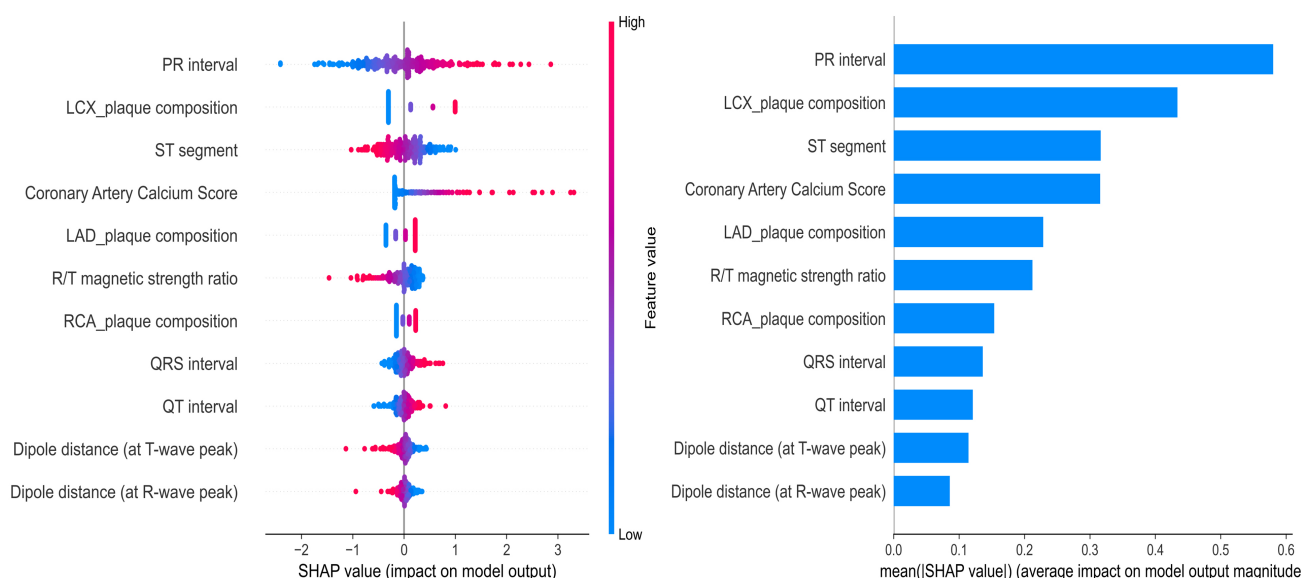 High
PR interval
LCX_plaque composition
ST segment
Coronary Artery Calcium Score
LAD_plaque composition
R/T magnetic strength ratio
RCA_plaque composition
QRS interval
QT interval
Dipole distance (at T-wave peak)
Dipole distance (at R-wave peak)
Low
Feature value
−2 −1 0 1 2 3
SHAP value (impact on model output)
PR interval
LCX_plaque composition
ST segment
Coronary Artery Calcium Score
LAD_plaque composition
R/T magnetic strength ratio
RCA_plaque composition
QRS interval
QT interval
Dipole distance (at T-wave peak)
Dipole distance (at R-wave peak)
0.0 0.1 0.2 0.3 0.4 0.5 0.6
mean(|SHAP value|) (average impact on model output magnitude